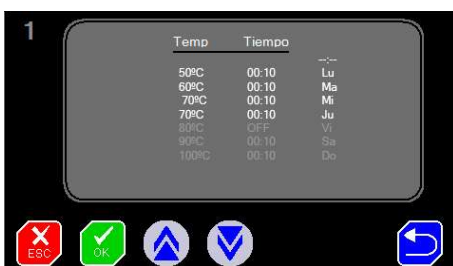 1
Temp Tiempo
--:--
50ºC 00:10 Lu
60ºC 00:10 Ma
70ºC 00:10 Mi
70ºC 00:10 Ju
80ºC OFF Vi
90ºC 00:10 Sa
100ºC 00:10 Do
ESC OK